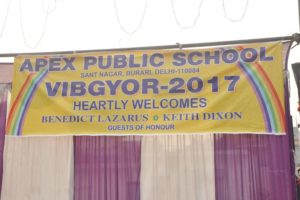 APEX PUBLIC SCHOOL
SANT NAGAR, BURARI, DELHI-110084
VIBGYOR-2017
HEARTLY WELCOMES
BENEDICT LAZARUS KEITH DIXON
GUESTS OF HONOUR